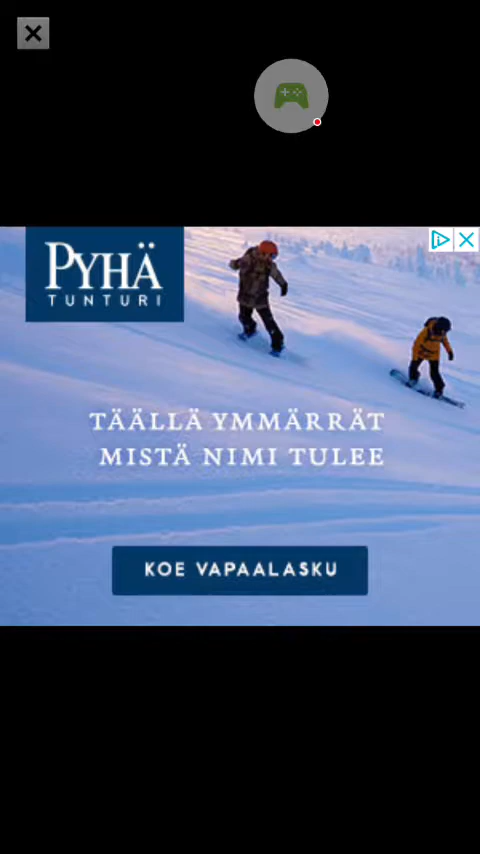 PYHÄ
TUNTURI
TÄÄLLÄ YMMÄRRÄT
MISTÄ NIMI TULEE
KOE VAPAALASKU